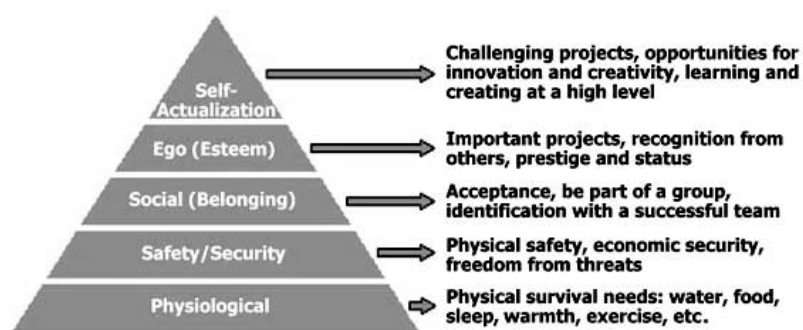 Self-
Actualization
Challenging projects, opportunities for
innovation and creativity, learning and
creating at a high level
Ego (Esteem)
Important projects, recognition from
others, prestige and status
Social (Belonging)
Acceptance, be part of a group,
identification with a successful team
Safety/Security
Physical safety, economic security,
freedom from threats
Physiological
Physical survival needs: water, food,
sleep, warmth, exercise, etc.